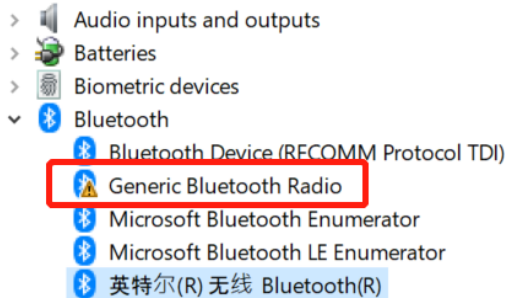 Audio inputs and outputs
Batteries
Biometric devices
Bluetooth
Bluetooth Device (RFCOMM Protocol TDI)
Generic Bluetooth Radio
Microsoft Bluetooth Enumerator
Microsoft Bluetooth LE Enumerator
英特尔(R) 无线 Bluetooth(R)